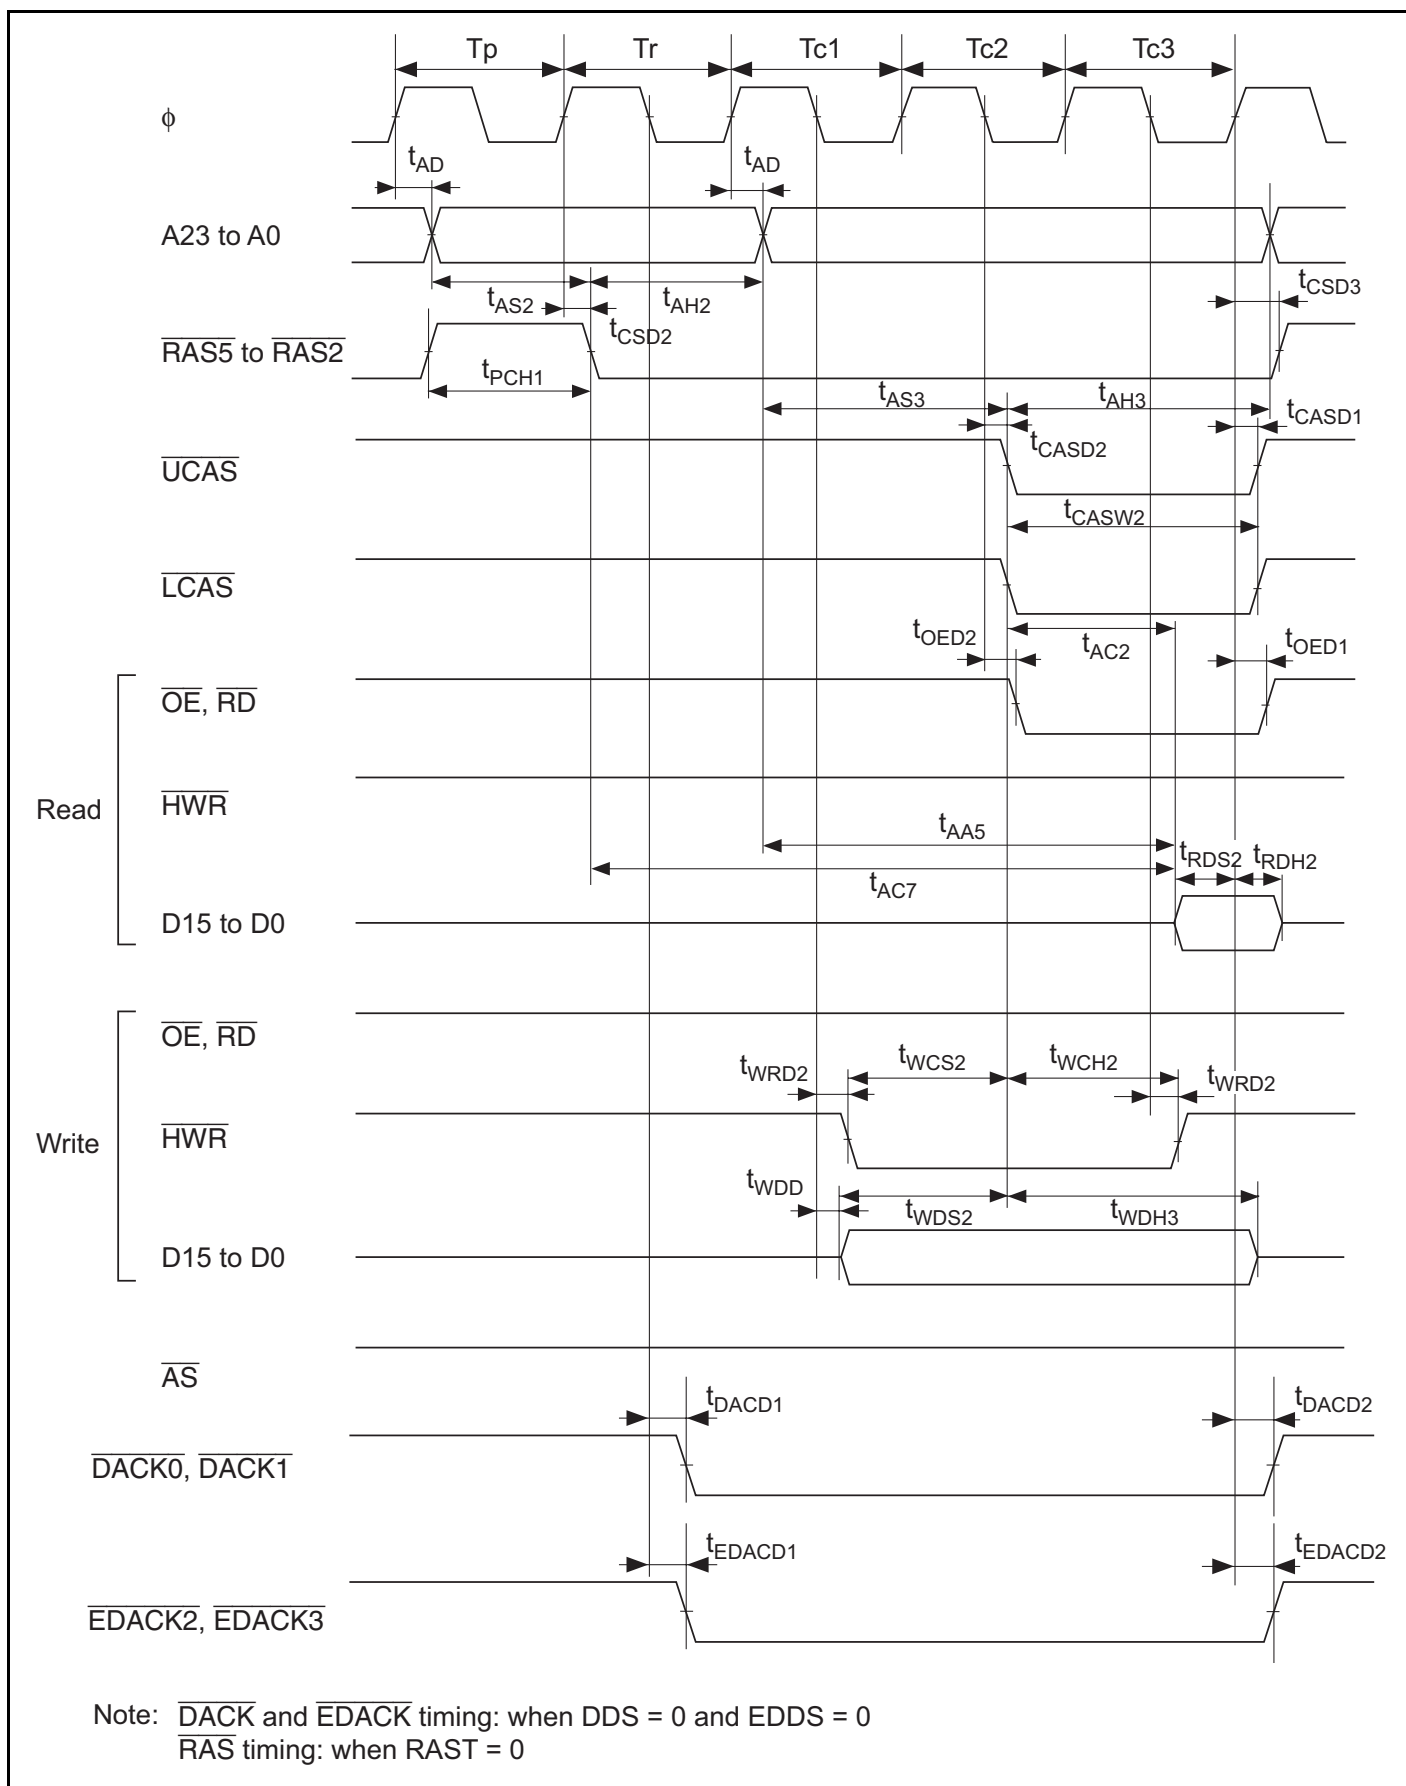 Tp Tr Tc1 Tc2 Tc3
ϕ
tAD tAD
A23 to A0
tAS2 tAH2 tCSD3
tCSD2
RAS5 to RAS2
tPCH1
tAS3 tAH3
tCASD1
tCASD2
UCAS
tCASW2
LCAS
tOED2 tAC2 tOED1
OE, RD
HWR
Read
tAA5
tRDS2 tRDH2
tAC7
D15 to D0
OE, RD
tWRD2 tWCS2 tWCH2 tWRD2
HWR
Write
tWDD
tWDS2 tWDH3
D15 to D0
AS
tDACD1 tDACD2
DACK0, DACK1
tEDACD1 tEDACD2
EDACK2, EDACK3
Note: DACK and EDACK timing: when DDS = 0 and EDDS = 0
RAS timing: when RAST = 0